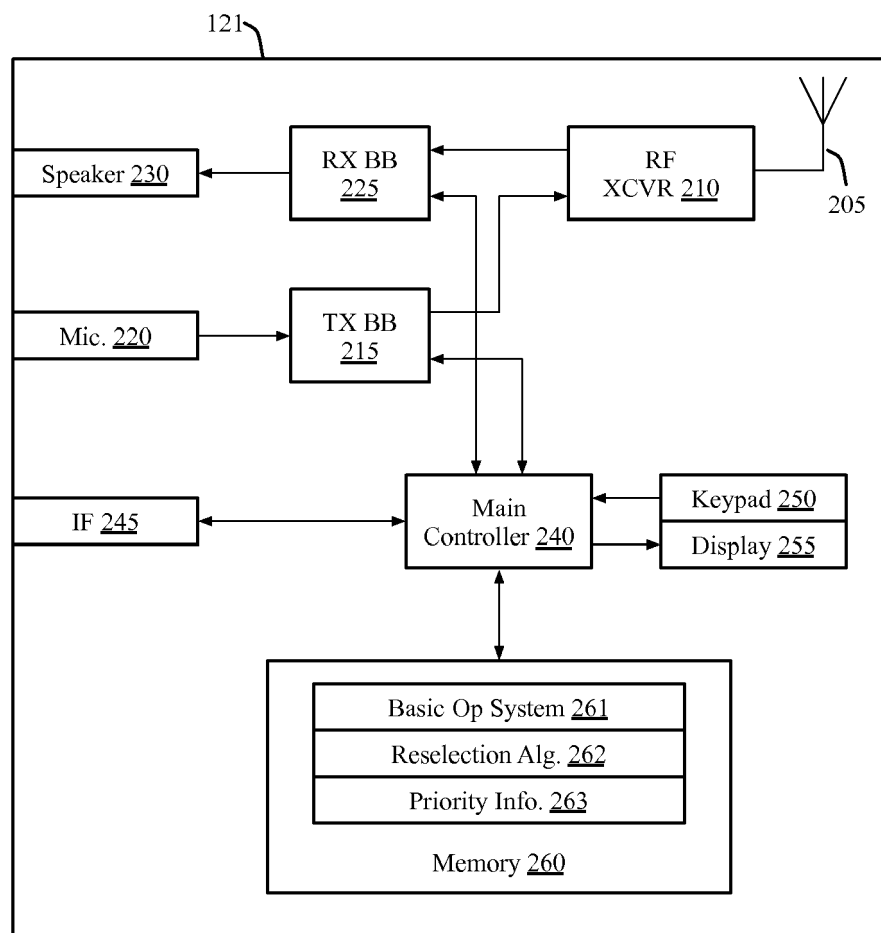 121
Speaker 230
RX BB
225
RF
XCVR 210
205
Mic. 220
TX BB
215
IF 245
Main
Controller 240
Keypad 250
Display 255
Basic Op System 261
Reselection Alg. 262
Priority Info. 263
Memory 260